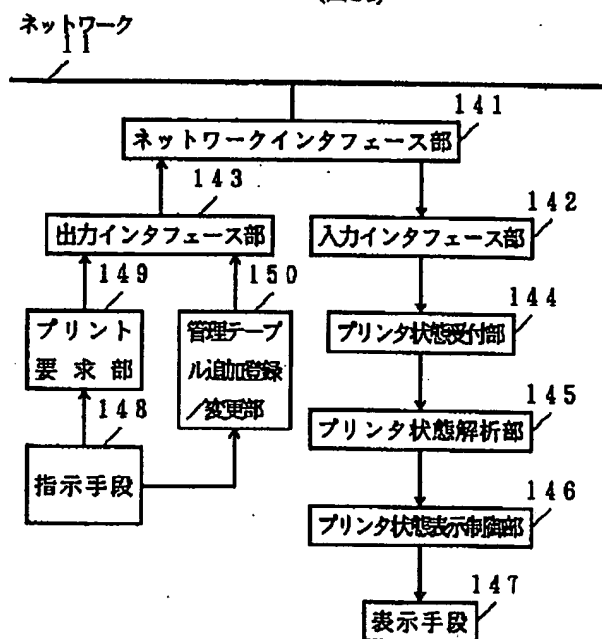 ネットワーク
11
141
ネットワークインタフェース部
143
142
出力インタフェース部
入力インタフェース部
149
150
144
プリント
要求部
管理テーブ
ル追加登録
／変更部
プリンタ状態受付部
148
145
指示手段
プリンタ状態解析部
146
プリンタ状態表示制御部
147
表示手段